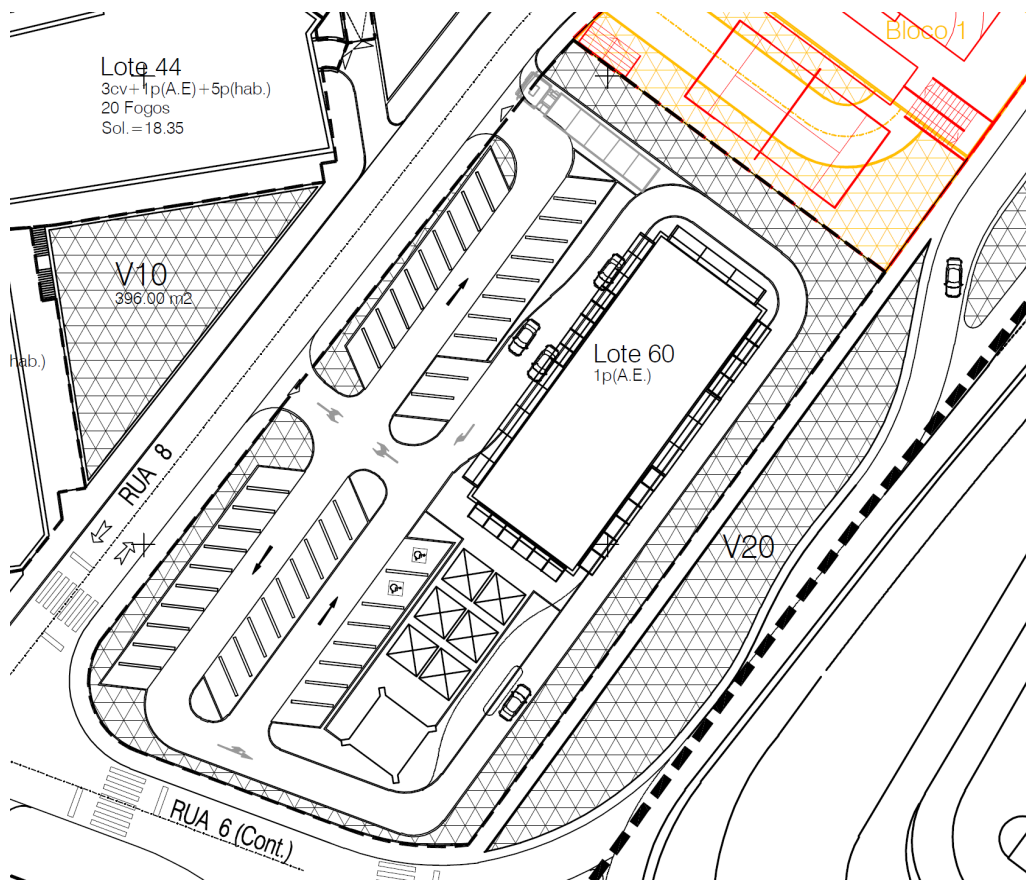 Bloco 1
Lote 44
3cv+1p(A.E)+5p(hab.)
20 Fogos
Sol.=18.35
V10
396.00 m2
hab.)
Lote 60
1p(A.E.)
RUA 8
V20
RUA 6 (Cont.)